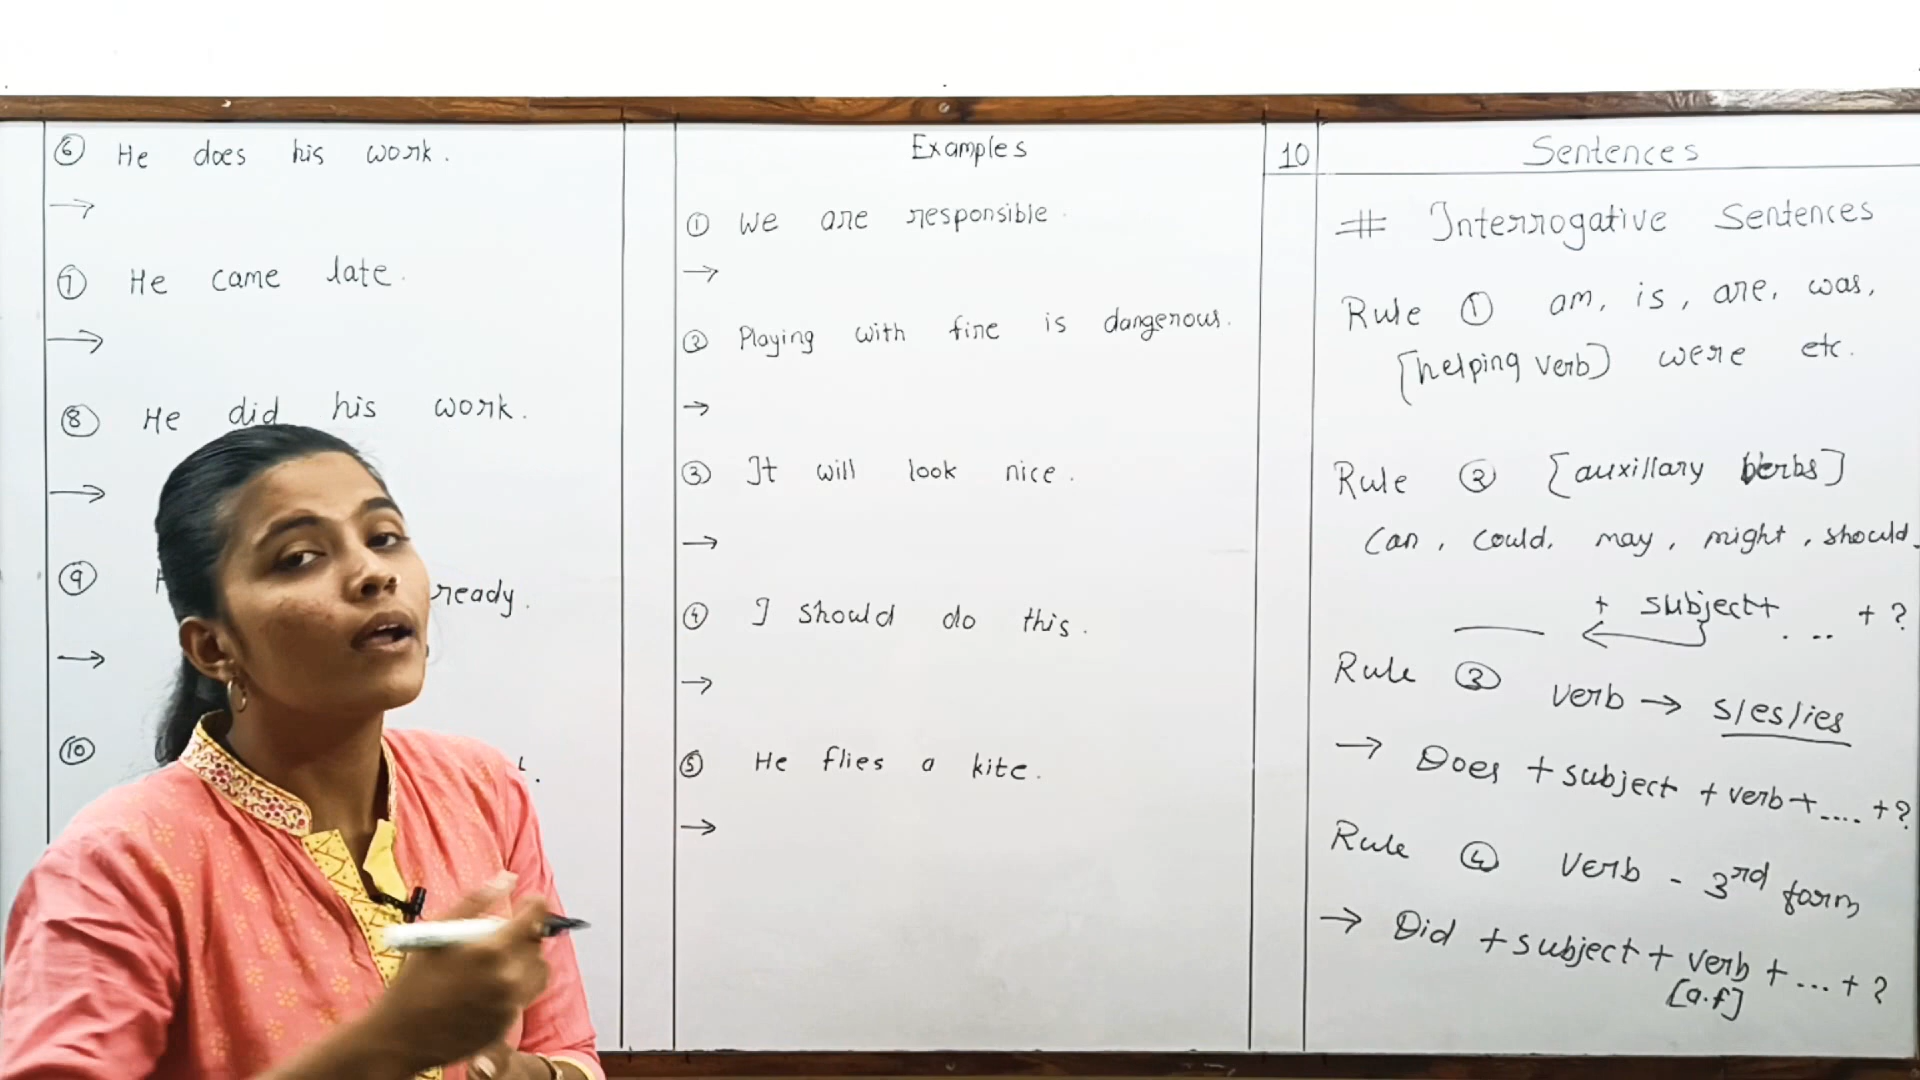 ⑥ He does his work.
→
⑦ He came late.
→
⑧ He did his work.
→
⑨ ready.
→
⑩
Examples
① We are responsible.
→
② Playing with fire is dangerous.
→
③ It will look nice.
→
④ I should do this.
→
⑤ He flies a kite.
→
10 Sentences
# Interrogative Sentences
Rule ① am, is, are, was,
[helping verb] were etc.
Rule ② [auxillary verbs]
Can, Could, may, might, should
+ subject+ ... + ?
Rule ③ verb → s/es/ies
→ Does + subject + verb + .... + ?
Rule ④ Verb - 3rd form
→ Did + subject + verb + ... + ?
[a.f]